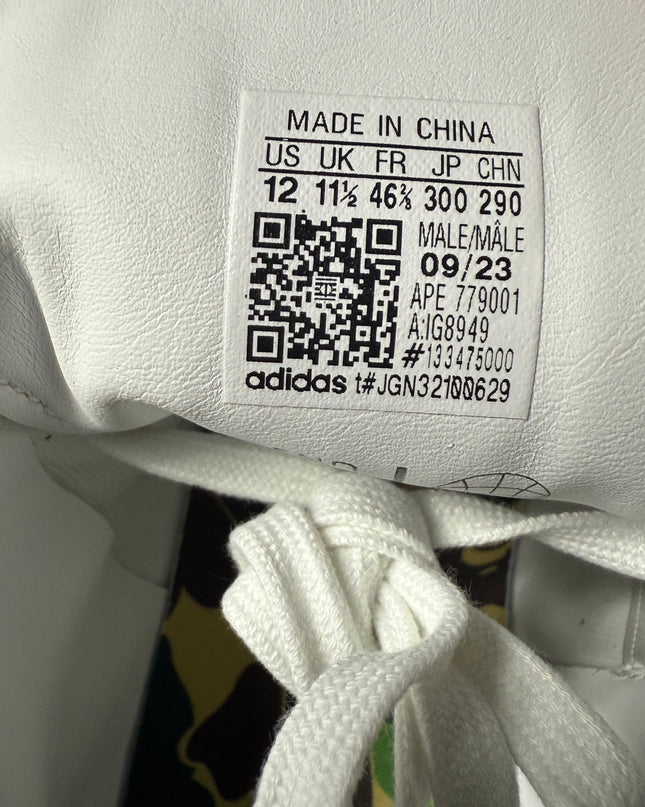 MADE IN CHINA
US UK FR JP CHN
12 11½ 46⅔ 300 290
MALE/MÂLE
09/23
APE 779001
A:IG8949
#133475000
adidas t#JGN32100629